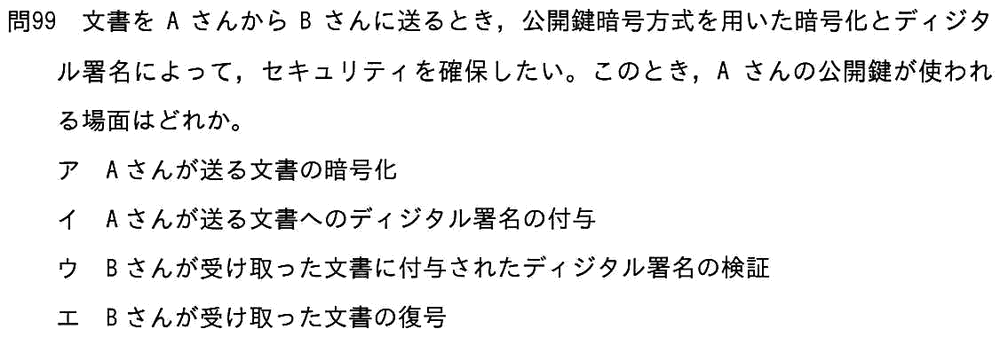 問99 文書を A さんから B さんに送るとき，公開鍵暗号方式を用いた暗号化とディジタ
ル署名によって，セキュリティを確保したい。このとき，A さんの公開鍵が使われ
る場面はどれか。
ア A さんが送る文書の暗号化
イ A さんが送る文書へのディジタル署名の付与
ウ B さんが受け取った文書に付与されたディジタル署名の検証
エ B さんが受け取った文書の復号